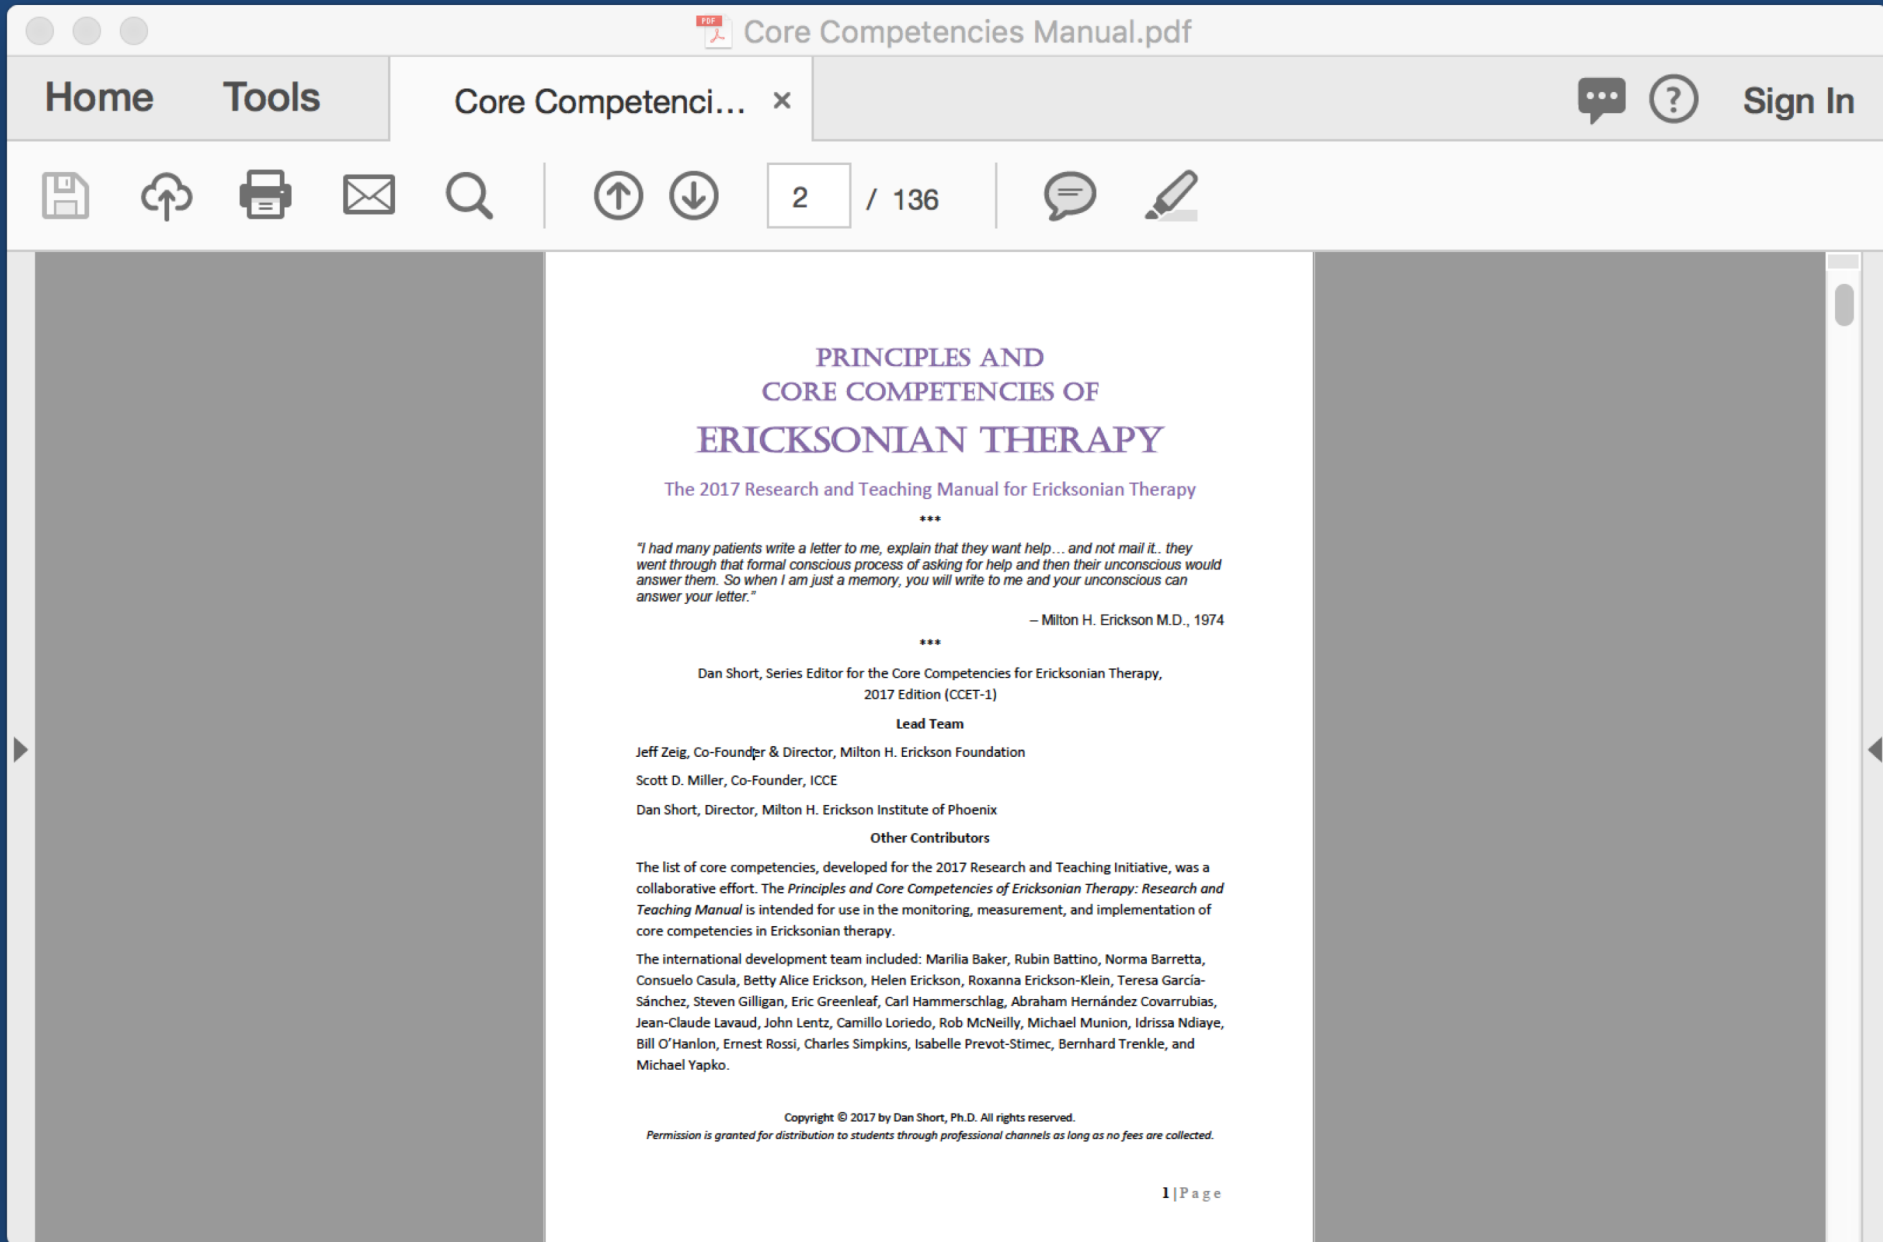 Core Competencies Manual.pdf
Home Tools Core Competenci... × Sign In
2 / 136
PRINCIPLES AND
CORE COMPETENCIES OF
ERICKSONIAN THERAPY
The 2017 Research and Teaching Manual for Ericksonian Therapy
***
“I had many patients write a letter to me, explain that they want help… and not mail it.. they
went through that formal conscious process of asking for help and then their unconscious would
answer them. So when I am just a memory, you will write to me and your unconscious can
answer your letter.”
– Milton H. Erickson M.D., 1974
***
Dan Short, Series Editor for the Core Competencies for Ericksonian Therapy,
2017 Edition (CCET-1)
Lead Team
Jeff Zeig, Co-Founder & Director, Milton H. Erickson Foundation
Scott D. Miller, Co-Founder, ICCE
Dan Short, Director, Milton H. Erickson Institute of Phoenix
Other Contributors
The list of core competencies, developed for the 2017 Research and Teaching Initiative, was a
collaborative effort. The Principles and Core Competencies of Ericksonian Therapy: Research and
Teaching Manual is intended for use in the monitoring, measurement, and implementation of
core competencies in Ericksonian therapy.
The international development team included: Marilia Baker, Rubin Battino, Norma Barretta,
Consuelo Casula, Betty Alice Erickson, Helen Erickson, Roxanna Erickson-Klein, Teresa García-
Sánchez, Steven Gilligan, Eric Greenleaf, Carl Hammerschlag, Abraham Hernández Covarrubias,
Jean-Claude Lavaud, John Lentz, Camillo Loriedo, Rob McNeilly, Michael Munion, Idrissa Ndiaye,
Bill O’Hanlon, Ernest Rossi, Charles Simpkins, Isabelle Prevot-Stimec, Bernhard Trenkle, and
Michael Yapko.
Copyright © 2017 by Dan Short, Ph.D. All rights reserved.
Permission is granted for distribution to students through professional channels as long as no fees are collected.
1 | Page